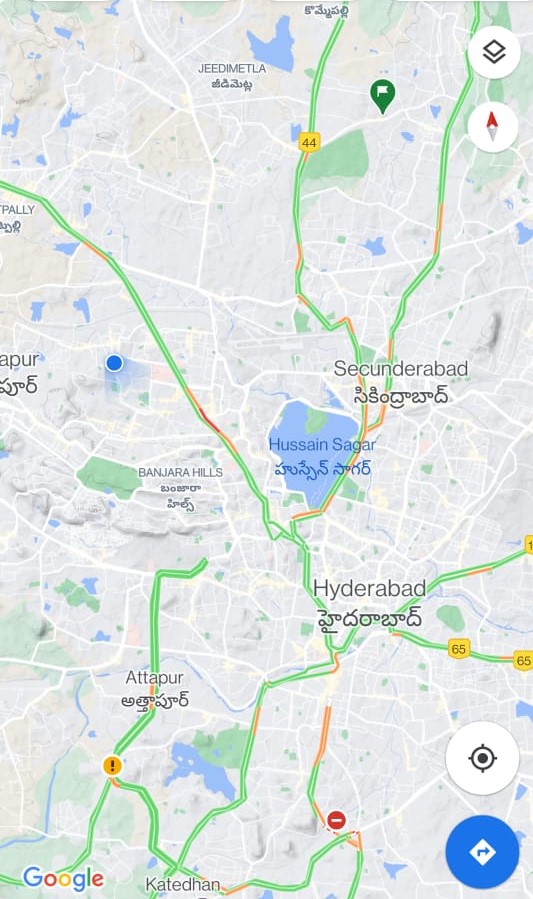 కొమ్పేపల్లి
JEEDIMETLA
జీడిమెట్ల
44
TPALLY
apur
పూర్
Secunderabad
సికింద్రాబాద్
Hussain Sagar
హుస్సేన్ సాగర్
BANJARA HILLS
బంజారా
హిల్స్
1
Hyderabad
హైదరాబాద్
65
65
Attapur
అత్తాపూర్
Google
Katedhan